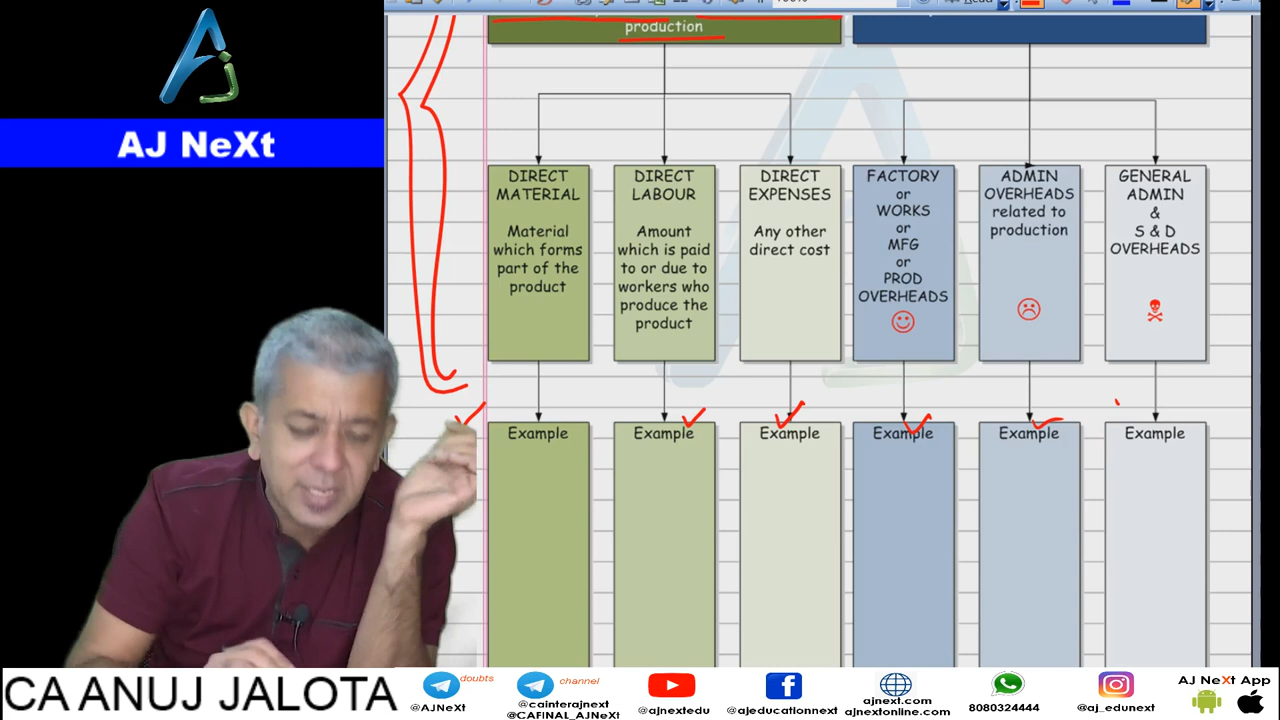 production
AJ NeXt
DIRECT
MATERIAL
Material
which forms
part of the
product
DIRECT
LABOUR
Amount
which is paid
to or due to
workers who
produce the
product
DIRECT
EXPENSES
Any other
direct cost
FACTORY
or
WORKS
or
MFG
or
PROD
OVERHEADS
ADMIN
OVERHEADS
related to
production
GENERAL
ADMIN
&
S & D
OVERHEADS
Example
Example
Example
Example
Example
Example
CA ANUJ JALOTA
doubts
@AJNeXt
channel
@cainterajnext
@CAFINAL_AJNeXt
@ajnextedu
@ajeducationnext
ajnext.com
ajnextonline.com
8080324444
@aj_edunext
AJ NeXt App